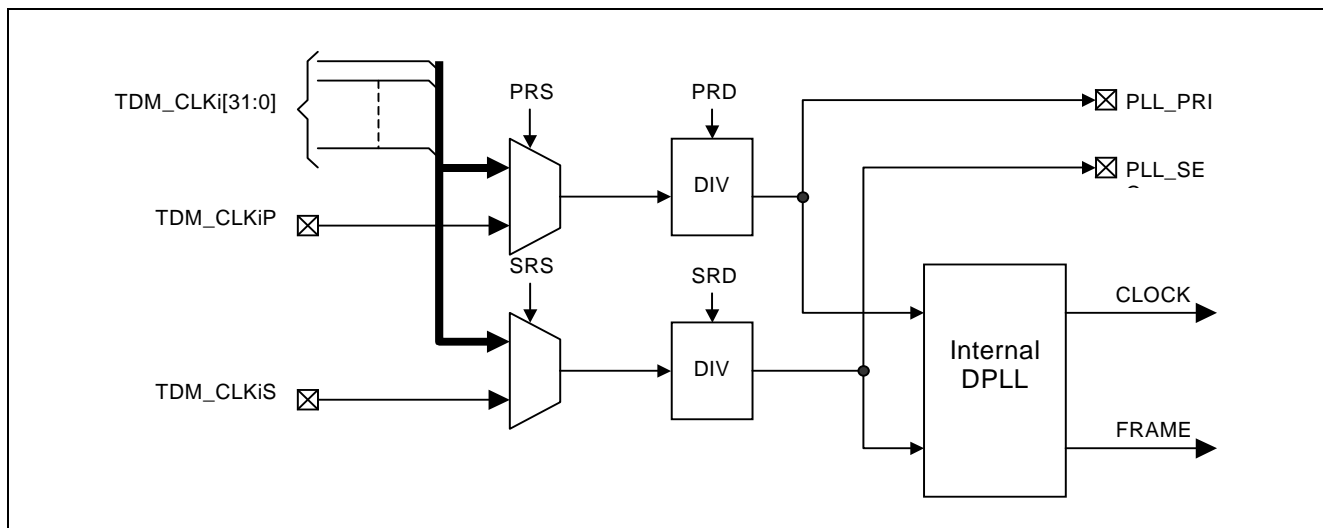 TDM_CLKi[31:0]
PRS
PRD
PLL_PRI
DIV
PLL_SE
TDM_CLKiP
SRS
SRD
CLOCK
Internal
DPLL
DIV
TDM_CLKiS
FRAME